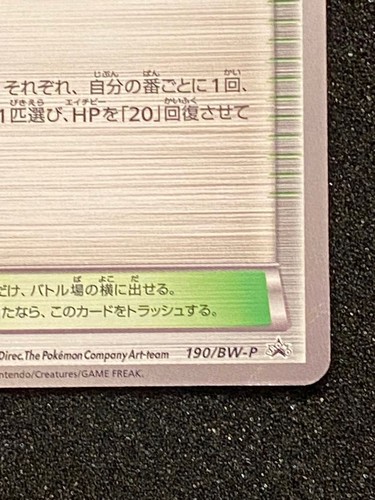 それぞれ、自分の番ごとに1回、
1匹選び、HPを「20」回復させて
だけ、バトル場の横に出せる。
たなら、このカードをトラッシュする。
Direc.The Pokémon Company Art-team 190/BW-P
ntendo/Creatures/GAME FREAK.